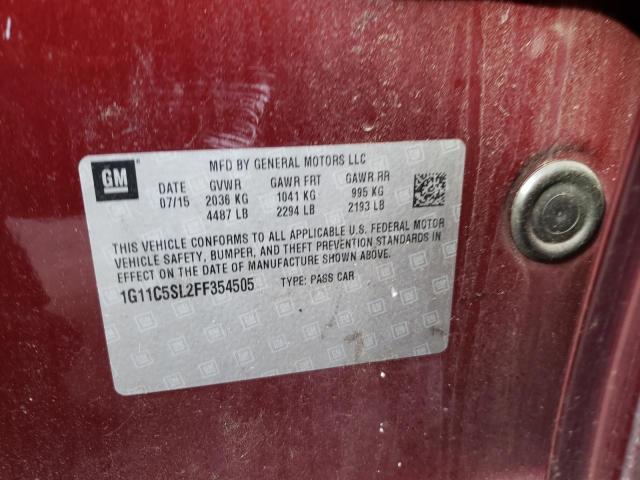 GM
MFD BY GENERAL MOTORS LLC
DATE GVWR GAWR FRT GAWR RR
07/15 2036 KG 1041 KG 995 KG
4487 LB 2294 LB 2193 LB
THIS VEHICLE CONFORMS TO ALL APPLICABLE U.S. FEDERAL MOTOR
VEHICLE SAFETY, BUMPER, AND THEFT PREVENTION STANDARDS IN
EFFECT ON THE DATE OF MANUFACTURE SHOWN ABOVE.
1G11C5SL2FF354505 TYPE: PASS CAR